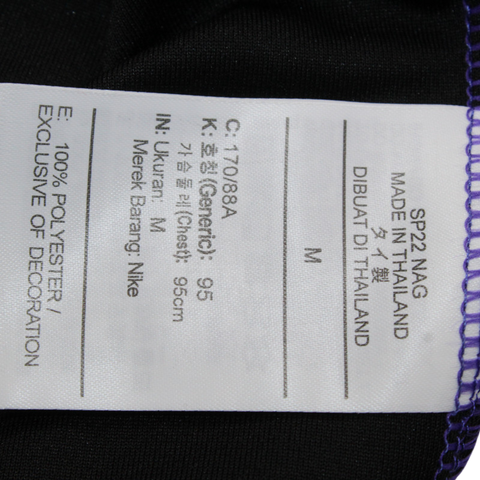 SP22 NAG
MADE IN THAILAND
タイ製
DIBUAT DI THAILAND
M
C: 170/88A
K: 호칭(Generic): 95
가슴둘레(Chest): 95cm
IN: Ukuran: M
Merek Barang: Nike
E: 100% POLYESTER /
EXCLUSIVE OF DECORATION